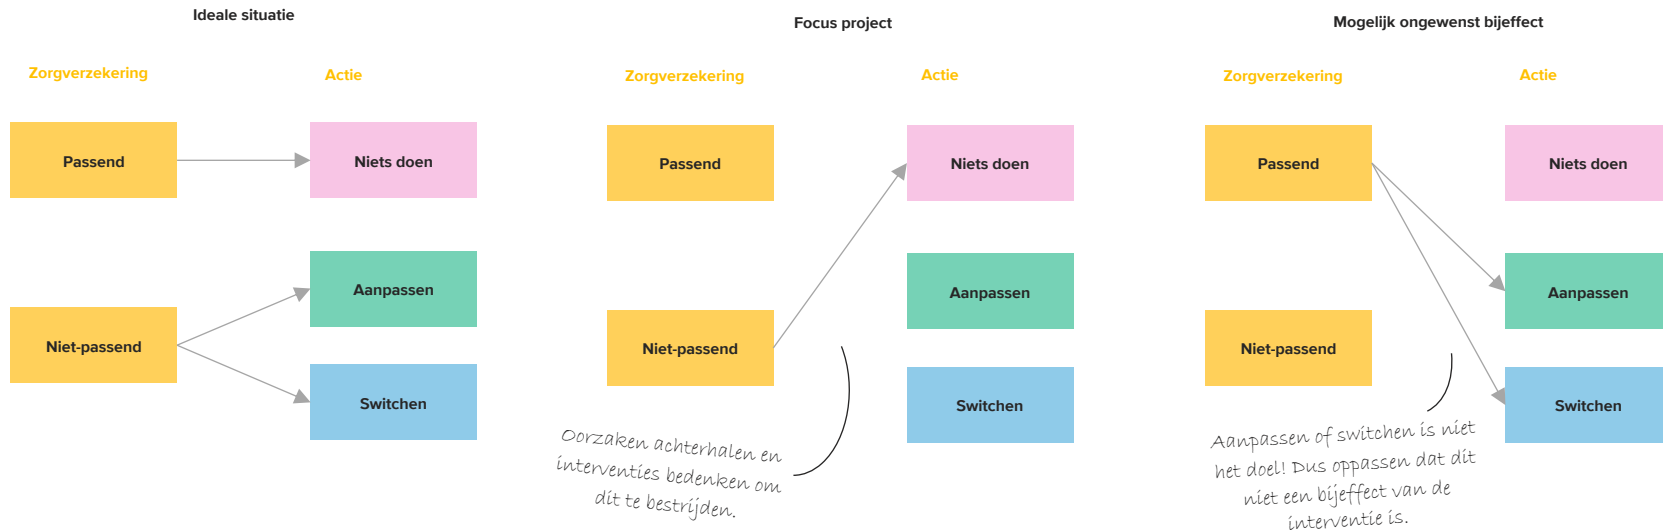 Ideale situatie
Zorgverzekering
Actie
Passend
Niets doen
Aanpassen
Niet-passend
Switchen
Focus project
Zorgverzekering
Actie
Passend
Niets doen
Aanpassen
Niet-passend
Switchen
Oorzaken achterhalen en
interventies bedenken om
dit te bestrijden.
Mogelijk ongewenst bijeffect
Zorgverzekering
Actie
Passend
Niets doen
Aanpassen
Niet-passend
Switchen
Aanpassen of switchen is niet
het doel! Dus oppassen dat dit
niet een bijeffect van de
interventie is.